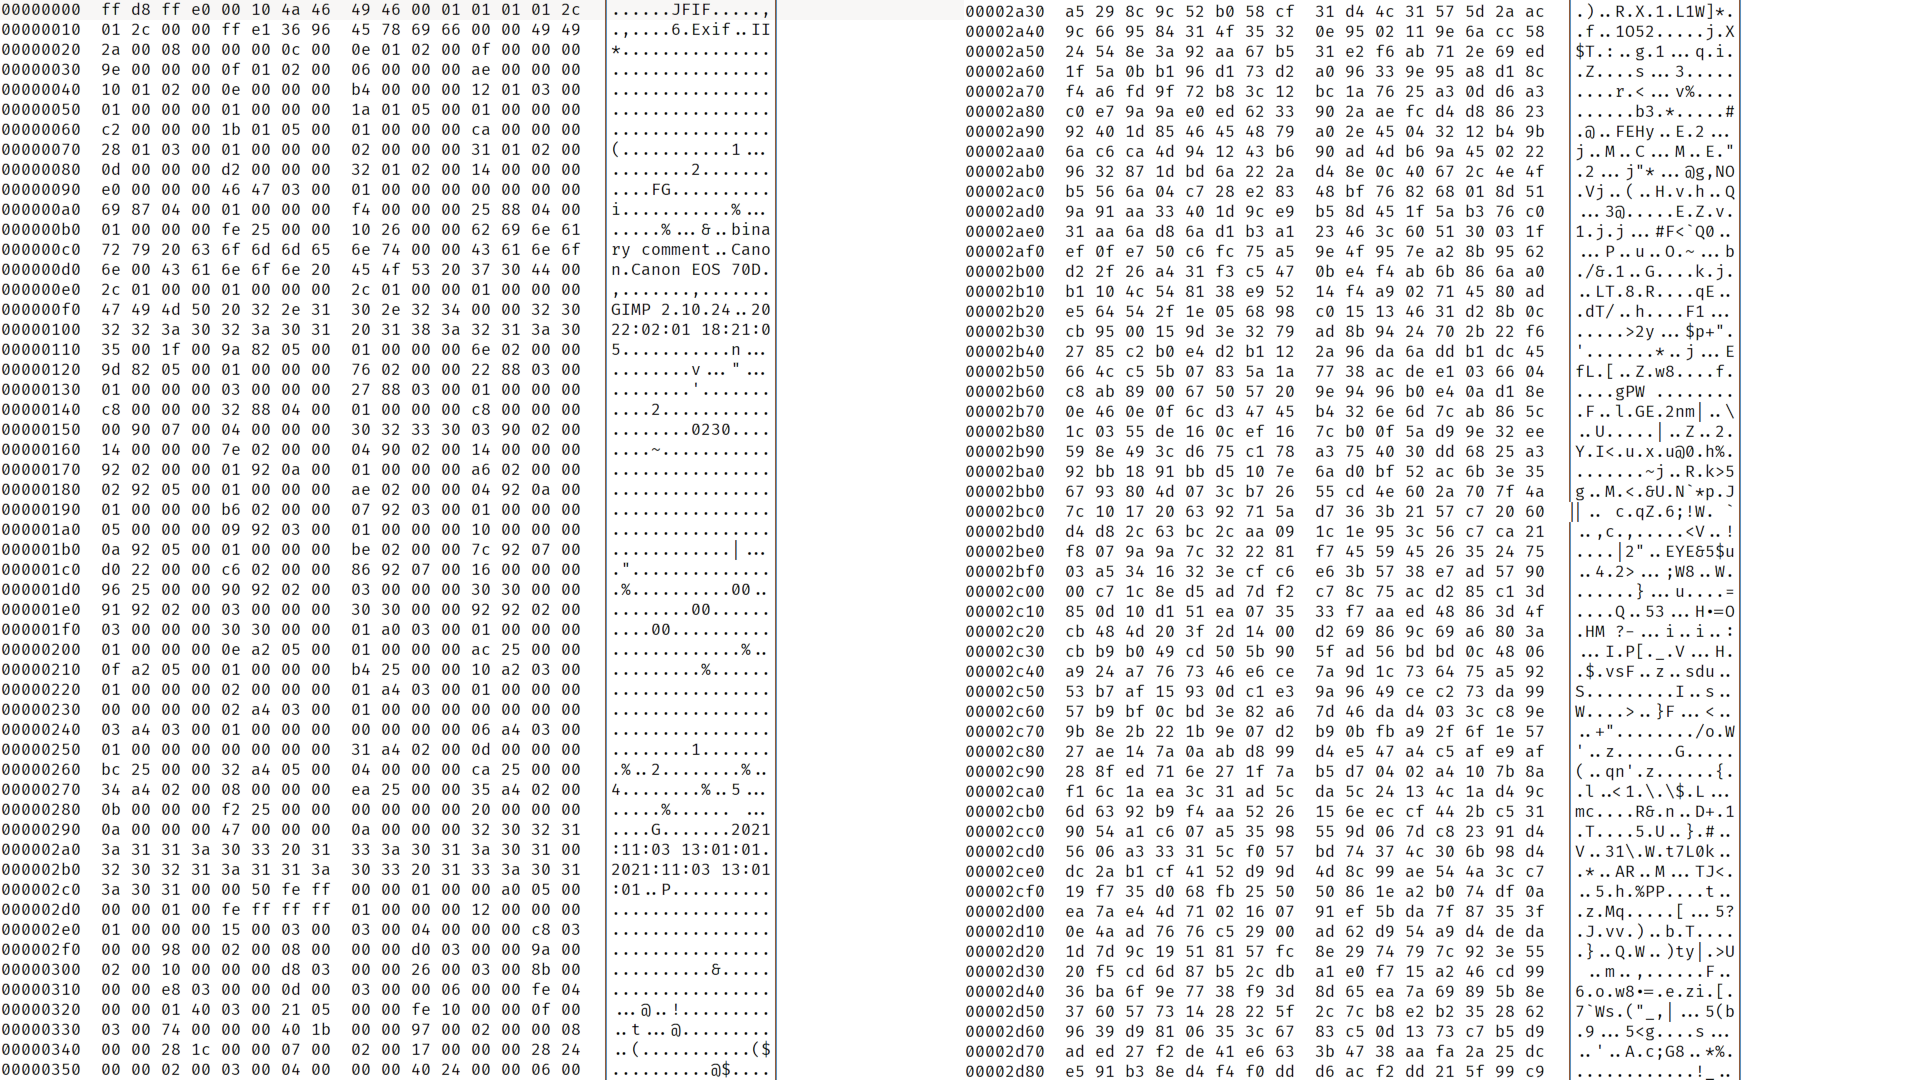 00000000 ff d8 ff e0 00 10 4a 46 49 46 00 01 01 01 01 2c ......JFIF.....,
00000010 01 2c 00 00 ff e1 36 96 45 78 69 66 00 00 49 49 .,....6.Exif..II
00000020 2a 00 08 00 00 00 0c 00 0e 01 02 00 0f 00 00 00 *...............
00000030 9e 00 00 00 0f 01 02 00 06 00 00 00 ae 00 00 00 ................
00000040 10 01 02 00 0e 00 00 00 b4 00 00 00 12 01 03 00 ................
00000050 01 00 00 00 01 00 00 00 1a 01 05 00 01 00 00 00 ................
00000060 c2 00 00 00 1b 01 05 00 01 00 00 00 ca 00 00 00 ................
00000070 28 01 03 00 01 00 00 00 02 00 00 00 31 01 02 00 (...........1...
00000080 0d 00 00 00 d2 00 00 00 32 01 02 00 14 00 00 00 ........2.......
00000090 e0 00 00 00 46 47 03 00 01 00 00 00 00 00 00 00 ....FG..........
000000a0 69 87 04 00 01 00 00 00 f4 00 00 00 25 88 04 00 i...........%...
000000b0 01 00 00 00 fe 25 00 00 10 26 00 00 62 69 6e 61 .....%...&..bina
000000c0 72 79 20 63 6f 6d 6d 65 6e 74 00 00 43 61 6e 6f ry comment..Cano
000000d0 6e 00 43 61 6e 6f 6e 20 45 4f 53 20 37 30 44 00 n.Canon EOS 70D.
000000e0 2c 01 00 00 01 00 00 00 2c 01 00 00 01 00 00 00 ,.......,.......
000000f0 47 49 4d 50 20 32 2e 31 30 2e 32 34 00 00 32 30 GIMP 2.10.24..20
00000100 32 32 3a 30 32 3a 30 31 20 31 38 3a 32 31 3a 30 22:02:01 18:21:0
00000110 35 00 1f 00 9a 82 05 00 01 00 00 00 6e 02 00 00 5...........n...
00000120 9d 82 05 00 01 00 00 00 76 02 00 00 22 88 03 00 ........v..."...
00000130 01 00 00 00 03 00 00 00 27 88 03 00 01 00 00 00 ........'.......
00000140 c8 00 00 00 32 88 04 00 01 00 00 00 c8 00 00 00 ....2...........
00000150 00 90 07 00 04 00 00 00 30 32 33 30 03 90 02 00 ........0230....
00000160 14 00 00 00 7e 02 00 00 04 90 02 00 14 00 00 00 ....~...........
00000170 92 02 00 00 01 92 0a 00 01 00 00 00 a6 02 00 00 ................
00000180 02 92 05 00 01 00 00 00 ae 02 00 00 04 92 0a 00 ................
00000190 01 00 00 00 b6 02 00 00 07 92 03 00 01 00 00 00 ................
000001a0 05 00 00 00 09 92 03 00 01 00 00 00 10 00 00 00 ................
000001b0 0a 92 05 00 01 00 00 00 be 02 00 00 7c 92 07 00 ............|...
000001c0 d0 22 00 00 c6 02 00 00 86 92 07 00 16 00 00 00 ."..............
000001d0 96 25 00 00 90 92 02 00 03 00 00 00 30 30 00 00 .%..........00..
000001e0 91 92 02 00 03 00 00 00 30 30 00 00 92 92 02 00 ........00......
000001f0 03 00 00 00 30 30 00 00 01 a0 03 00 01 00 00 00 ....00..........
00000200 01 00 00 00 0e a2 05 00 01 00 00 00 ac 25 00 00 .............%..
00000210 0f a2 05 00 01 00 00 00 b4 25 00 00 10 a2 03 00 .........%......
00000220 01 00 00 00 02 00 00 00 01 a4 03 00 01 00 00 00 ................
00000230 00 00 00 00 02 a4 03 00 01 00 00 00 00 00 00 00 ................
00000240 03 a4 03 00 01 00 00 00 00 00 00 00 06 a4 03 00 ................
00000250 01 00 00 00 00 00 00 00 31 a4 02 00 0d 00 00 00 ........1.......
00000260 bc 25 00 00 32 a4 05 00 04 00 00 00 ca 25 00 00 .%..2........%..
00000270 34 a4 02 00 08 00 00 00 ea 25 00 00 35 a4 02 00 4........%..5...
00000280 0b 00 00 00 f2 25 00 00 00 00 00 00 20 00 00 00 .....%...... ...
00000290 0a 00 00 00 47 00 00 00 0a 00 00 00 32 30 32 31 ....G.......2021
000002a0 3a 31 31 3a 30 33 20 31 33 3a 30 31 3a 30 31 00 :11:03 13:01:01.
000002b0 32 30 32 31 3a 31 31 3a 30 33 20 31 33 3a 30 31 2021:11:03 13:01
000002c0 3a 30 31 00 00 50 fe ff 00 00 01 00 00 a0 05 00 :01..P..........
000002d0 00 00 01 00 fe ff ff ff 01 00 00 00 12 00 00 00 ................
000002e0 01 00 00 00 15 00 03 00 03 00 04 00 00 00 c8 03 ................
000002f0 00 00 98 00 02 00 08 00 00 00 d0 03 00 00 9a 00 ................
00000300 02 00 10 00 00 00 d8 03 00 00 26 00 03 00 8b 00 ..........&.....
00000310 00 00 e8 03 00 00 0d 00 03 00 00 06 00 00 fe 04 ................
00000320 00 00 01 40 03 00 21 05 00 00 fe 10 00 00 0f 00 ...@..!.........
00000330 03 00 74 00 00 00 40 1b 00 00 97 00 02 00 00 08 ..t...@.........
00000340 00 00 28 1c 00 00 07 00 02 00 17 00 00 00 28 24 ..(...........($
00000350 00 00 02 00 03 00 04 00 00 00 40 24 00 00 06 00 ..........@$....
00002a30 a5 29 8c 9c 52 b0 58 cf 31 d4 4c 31 57 5d 2a ac .)..R.X.1.L1W]*.
00002a40 9c 66 95 84 31 4f 35 32 0e 95 02 11 9e 6a cc 58 .f..1O52.....j.X
00002a50 24 54 8e 3a 92 aa 67 b5 31 e2 f6 ab 71 2e 69 ed $T.:..g.1...q.i.
00002a60 1f 5a 0b b1 96 d1 73 d2 a0 96 33 9e 95 a8 d1 8c .Z....s...3.....
00002a70 f4 a6 fd 9f 72 b8 3c 12 bc 1a 76 25 a3 0d d6 a3 ....r.<...v%....
00002a80 c0 e7 9a 9a e0 ed 62 33 90 2a ae fc d4 d8 86 23 ......b3.*.....#
00002a90 92 40 1d 85 46 45 48 79 a0 2e 45 04 32 12 b4 9b .@..FEHy..E.2...
00002aa0 6a c6 ca 4d 94 12 43 b6 90 ad 4d b6 9a 45 02 22 j..M..C...M..E."
00002ab0 96 32 87 1d bd 6a 22 2a d4 8e 0c 40 67 2c 4e 4f .2...j"*...@g,NO
00002ac0 b5 56 6a 04 c7 28 e2 83 48 bf 76 82 68 01 8d 51 .Vj..(..H.v.h..Q
00002ad0 9a 91 aa 33 40 1d 9c e9 b5 8d 45 1f 5a b3 76 c0 ...3@.....E.Z.v.
00002ae0 31 aa 6a d8 6a d1 b3 a1 23 46 3c 60 51 30 03 1f 1.j.j...#F<`Q0..
00002af0 ef 0f e7 50 c6 fc 75 a5 9e 4f 95 7e a2 8b 95 62 ...P..u..O.~...b
00002b00 d2 2f 26 a4 31 f3 c5 47 0b e4 f4 ab 6b 86 6a a0 ./&.1..G....k.j.
00002b10 b1 10 4c 54 81 38 e9 52 14 f4 a9 02 71 45 80 ad ..LT.8.R....qE..
00002b20 e5 64 54 2f 1e 05 68 98 c0 15 13 46 31 d2 8b 0c .dT/..h....F1...
00002b30 cb 95 00 15 9d 3e 32 79 ad 8b 94 24 70 2b 22 f6 .....>2y...$p+".
00002b40 27 85 c2 b0 e4 d2 b1 12 2a 96 da 6a dd b1 dc 45 '.......*..j...E
00002b50 66 4c c5 5b 07 83 5a 1a 77 38 ac de e1 03 66 04 fL.[..Z.w8....f.
00002b60 c8 ab 89 00 67 50 57 20 9e 94 96 b0 e4 0a d1 8e ....gPW ........
00002b70 0e 46 0e 0f 6c d3 47 45 b4 32 6e 6d 7c ab 86 5c .F..l.GE.2nm|..\
00002b80 1c 03 55 de 16 0c ef 16 7c b0 0f 5a d9 9e 32 ee ..U.....|..Z..2.
00002b90 59 8e 49 3c d6 75 c1 78 a3 75 40 30 dd 68 25 a3 Y.I<.u.x.u@0.h%.
00002ba0 92 bb 18 91 bb d5 10 7e 6a d0 bf 52 ac 6b 3e 35 .......~j..R.k>5
00002bb0 67 93 80 4d 07 3c b7 26 55 cd 4e 60 2a 70 7f 4a g..M.<.&U.N`*p.J
00002bc0 7c 10 17 20 63 92 71 5a d7 36 3b 21 57 c7 20 60 |.. c.qZ.6;!W. `
00002bd0 d4 d8 2c 63 bc 2c aa 09 1c 1e 95 3c 56 c7 ca 21 ..,c.,.....<V..!
00002be0 f8 07 9a 9a 7c 32 22 81 f7 45 59 45 26 35 24 75 ....|2"..EYE&5$u
00002bf0 03 a5 34 16 32 3e cf c6 e6 3b 57 38 e7 ad 57 90 ..4.2>...;W8..W.
00002c00 00 c7 1c 8e d5 ad 7d f2 c7 8c 75 ac d2 85 c1 3d ......}...u....=
00002c10 85 0d 10 d1 51 ea 07 35 33 f7 aa ed 48 86 3d 4f ....Q..53...H.=O
00002c20 cb 48 4d 20 3f 2d 14 00 d2 69 86 9c 69 a6 80 3a .HM ?-...i..i..:
00002c30 cb b9 b0 49 cd 50 5b 90 5f ad 56 bd bd 0c 48 06 ...I.P[._.V...H.
00002c40 a9 24 a7 76 73 46 e6 ce 7a 9d 1c 73 64 75 a5 92 .$.vsF..z..sdu..
00002c50 53 b7 af 15 93 0d c1 e3 9a 96 49 ce c2 73 da 99 S.........I..s..
00002c60 57 b9 bf 0c bd 3e 82 a6 7d 46 da d4 03 3c c8 9e W....>..}F...<..
00002c70 9b 8e 2b 22 1b 9e 07 d2 b9 0b fb a9 2f 6f 1e 57 ..+"......../o.W
00002c80 27 ae 14 7a 0a ab d8 99 d4 e5 47 a4 c5 af e9 af '..z......G.....
00002c90 28 8f ed 71 6e 27 1f 7a b5 d7 04 02 a4 10 7b 8a (..qn'.z......{.
00002ca0 f1 6c 1a ea 3c 31 ad 5c da 5c 24 13 4c 1a d4 9c .l..<1.\.\$.L...
00002cb0 6d 63 92 b9 f4 aa 52 26 15 6e ec cf 44 2b c5 31 mc....R&.n..D+.1
00002cc0 90 54 a1 c6 07 a5 35 98 55 9d 06 7d c8 23 91 d4 .T....5.U..}.#..
00002cd0 56 06 a3 33 31 5c f0 57 bd 74 37 4c 30 6b 98 d4 V..31\.W.t7L0k..
00002ce0 dc 2a b1 cf 41 52 d9 9d 4d 8c 99 ae 54 4a 3c c7 .*..AR..M...TJ<.
00002cf0 19 f7 35 d0 68 fb 25 50 50 86 1e a2 b0 74 df 0a ..5.h.%PP....t..
00002d00 ea 7a e4 4d 71 02 16 07 91 ef 5b da 7f 87 35 3f .z.Mq.....[...5?
00002d10 0e 4a ad 76 76 c5 29 00 ad 62 d9 54 a9 d4 de da .J.vv.)..b.T....
00002d20 1d 7d 9c 19 51 81 57 fc 8e 29 74 79 7c 92 3e 55 .}..Q.W..)ty|.>U
00002d30 20 f5 cd 6d 87 b5 2c db a1 e0 f7 15 a2 46 cd 99 ..m..,......F..
00002d40 36 ba 6f 9e 77 38 f9 3d 8d 65 ea 7a 69 89 5b 8e 6.o.w8.=.e.zi.[.
00002d50 37 60 57 73 14 28 22 5f 2c 7c b8 e2 b2 35 28 62 7`Ws.("_,|...5(b
00002d60 96 39 d9 81 06 35 3c 67 83 c5 0d 13 73 c7 b5 d9 .9...5<g....s...
00002d70 ad ed 27 f2 de 41 e6 63 3b 47 38 aa fa 2a 25 dc ..'..A.c;G8..*%.
00002d80 e5 91 b3 8e d4 f4 f0 dd d6 ac f2 dd 21 5f 99 c9 ............!_..